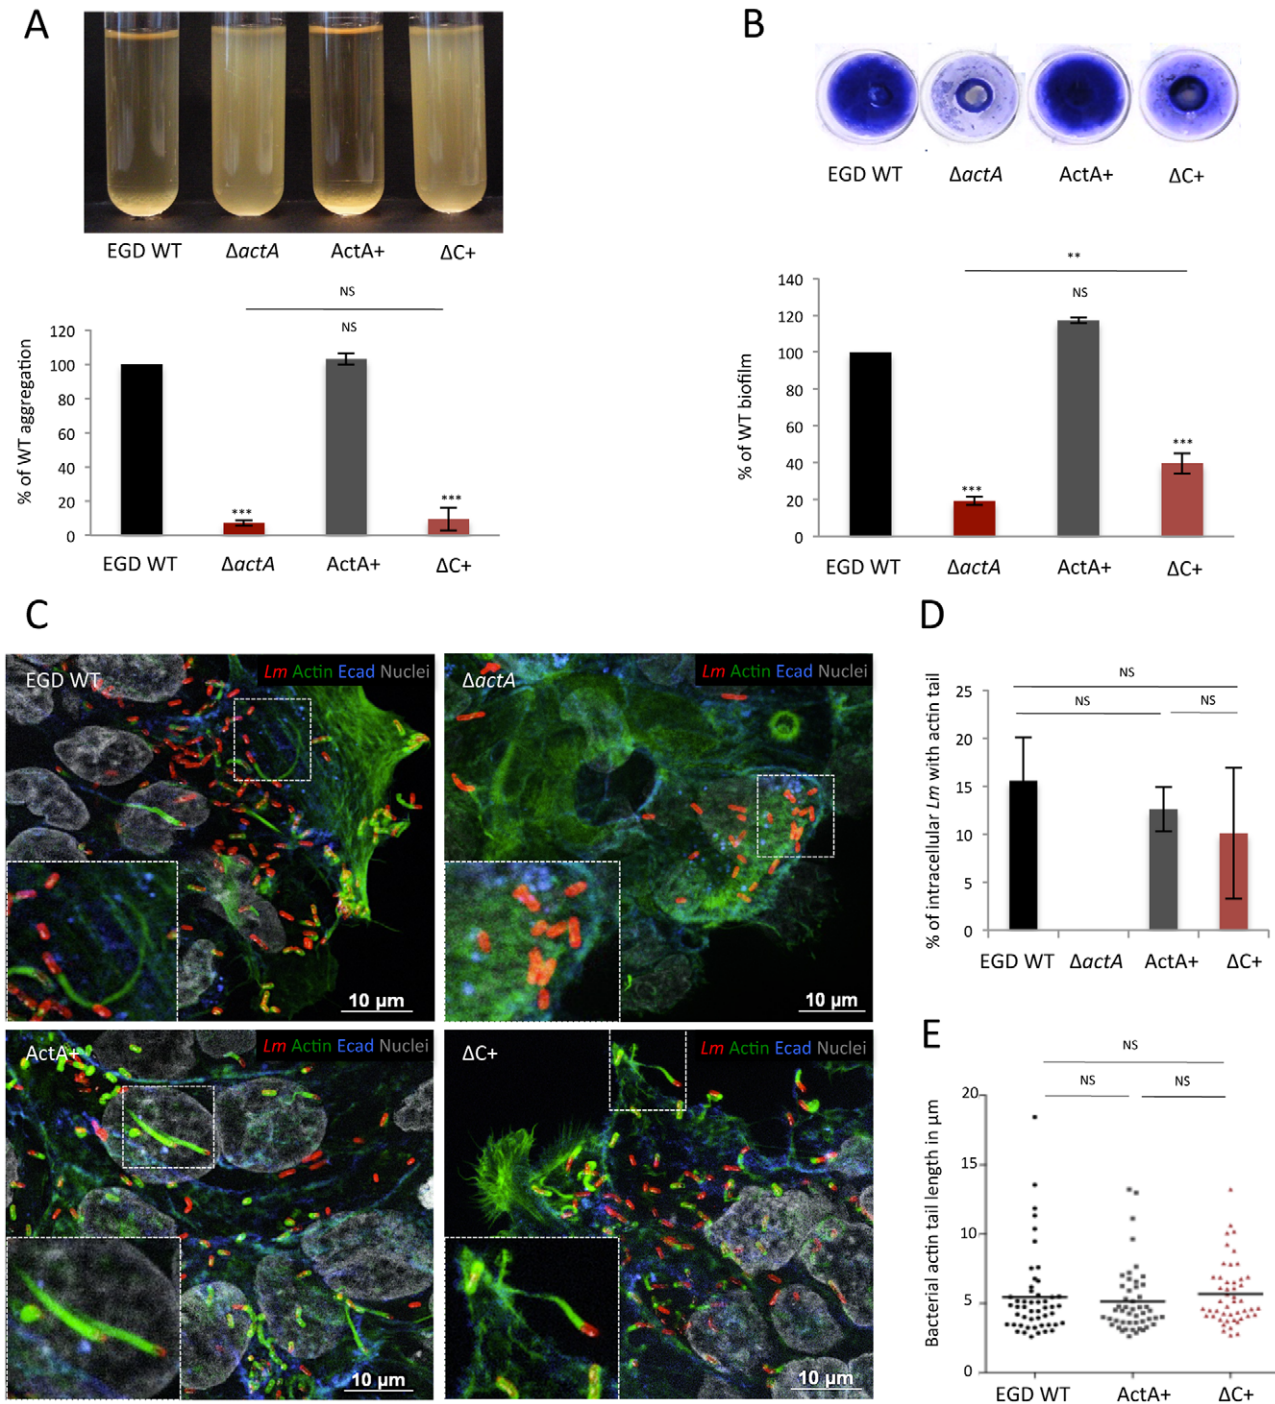 A
EGD WT ΔactA ActA+ ΔC+
NS
NS
120
100
80
60
40
20
0
% of WT aggregation
***
***
EGD WT ΔactA ActA+ ΔC+
B
EGD WT ΔactA ActA+ ΔC+
**
NS
140
120
100
80
60
40
20
0
% of WT biofilm
***
***
EGD WT ΔactA ActA+ ΔC+
C
EGD WT
Lm Actin Ecad Nuclei
10 μm
ΔactA
Lm Actin Ecad Nuclei
10 μm
ActA+
Lm Actin Ecad Nuclei
10 μm
ΔC+
Lm Actin Ecad Nuclei
10 μm
D
NS
NS NS
25
20
15
10
5
0
% of intracellular Lm with actin tail
EGD WT ΔactA ActA+ ΔC+
E
NS
NS NS
20
15
10
5
0
Bacterial actin tail length in μm
EGD WT ActA+ ΔC+